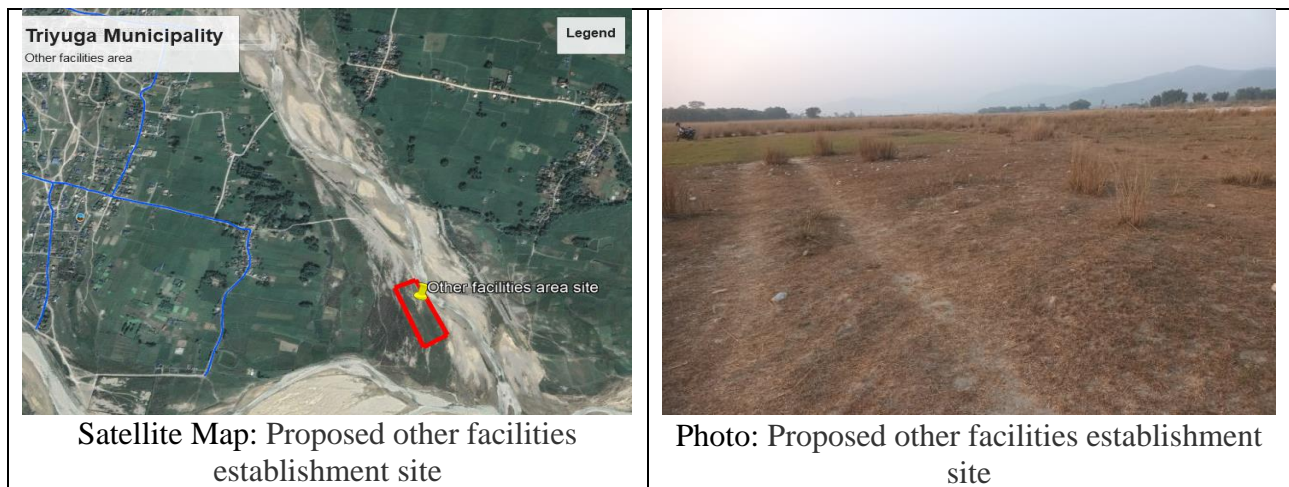 Triyuga Municipality
Other facilities area
Legend
Other facilities area site
Satellite Map: Proposed other facilities
establishment site
Photo: Proposed other facilities establishment
site